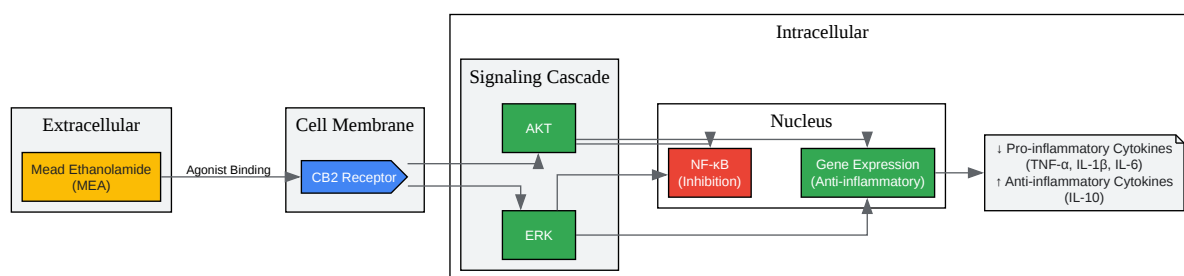 Intracellular
Signaling Cascade
Extracellular
Cell Membrane
Nucleus
Mead Ethanolamide
(MEA)
Agonist Binding
CB2 Receptor
AKT
ERK
NF-κB
(Inhibition)
Gene Expression
(Anti-inflammatory)
↓ Pro-inflammatory Cytokines
(TNF-α, IL-1β, IL-6)
↑ Anti-inflammatory Cytokines
(IL-10)